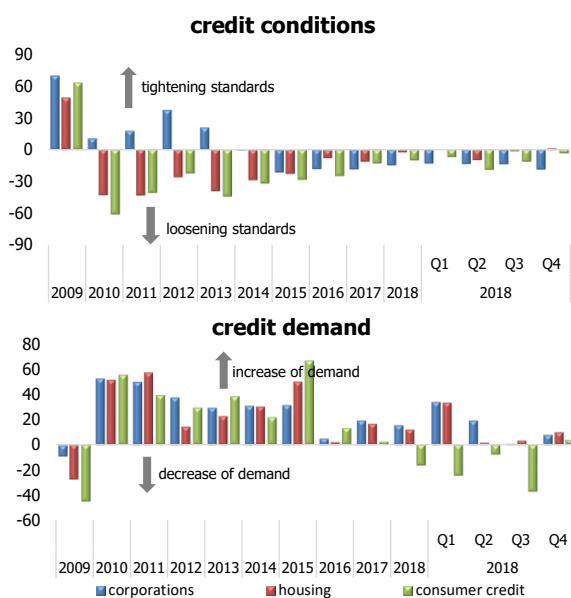 credit conditions
90
60
30
0
-30
-60
-90
tightening standards
loosening standards
Q1 Q2 Q3 Q4
2009 2010 2011 2012 2013 2014 2015 2016 2017 2018 2018
credit demand
80
60
40
20
0
-20
-40
-60
increase of demand
decrease of demand
Q1 Q2 Q3 Q4
2009 2010 2011 2012 2013 2014 2015 2016 2017 2018 2018
corporations housing consumer credit